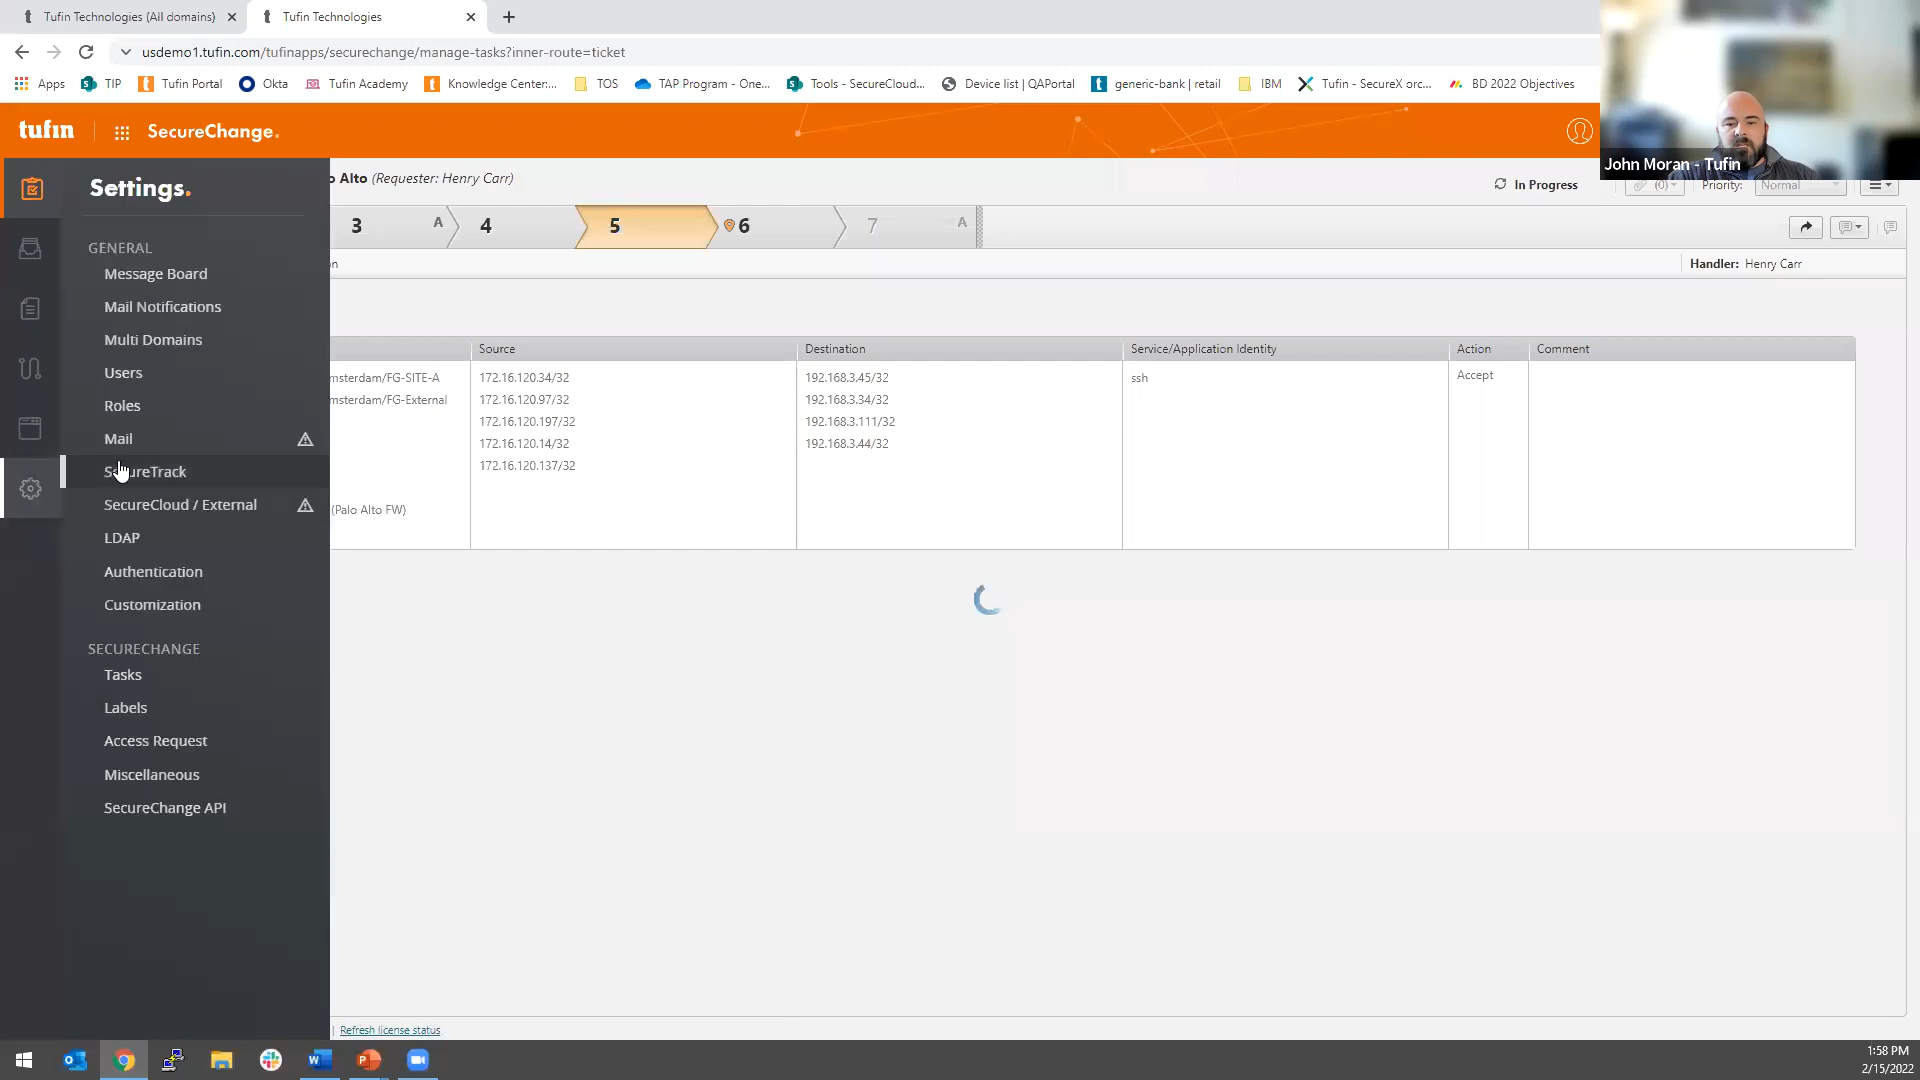 Tufin Technologies (All domains)
Tufin Technologies
usdemo1.tufin.com/tufinapps/securechange/manage-tasks?inner-route=ticket
Apps TIP Tufin Portal Okta Tufin Academy Knowledge Center:... TOS TAP Program - One... Tools - SecureCloud... Device list | QAPortal generic-bank | retail IBM Tufin - SecureX orc... BD 2022 Objectives
tufin SecureChange.
John Moran - Tufin
Settings.
o Alto (Requester: Henry Carr)
In Progress
(0)
Priority: Normal
3 A 4 5 6 7 A
on
Handler: Henry Carr
GENERAL
Message Board
Mail Notifications
Multi Domains
Users
Roles
Mail
SecureTrack
SecureCloud / External
LDAP
Authentication
Customization
SECURECHANGE
Tasks
Labels
Access Request
Miscellaneous
SecureChange API
Source Destination Service/Application Identity Action Comment
msterdam/FG-SITE-A 172.16.120.34/32 192.168.3.45/32 ssh Accept
msterdam/FG-External 172.16.120.97/32 192.168.3.34/32
172.16.120.197/32 192.168.3.111/32
172.16.120.14/32 192.168.3.44/32
172.16.120.137/32
(Palo Alto FW)
| Refresh license status
1:58 PM
2/15/2022